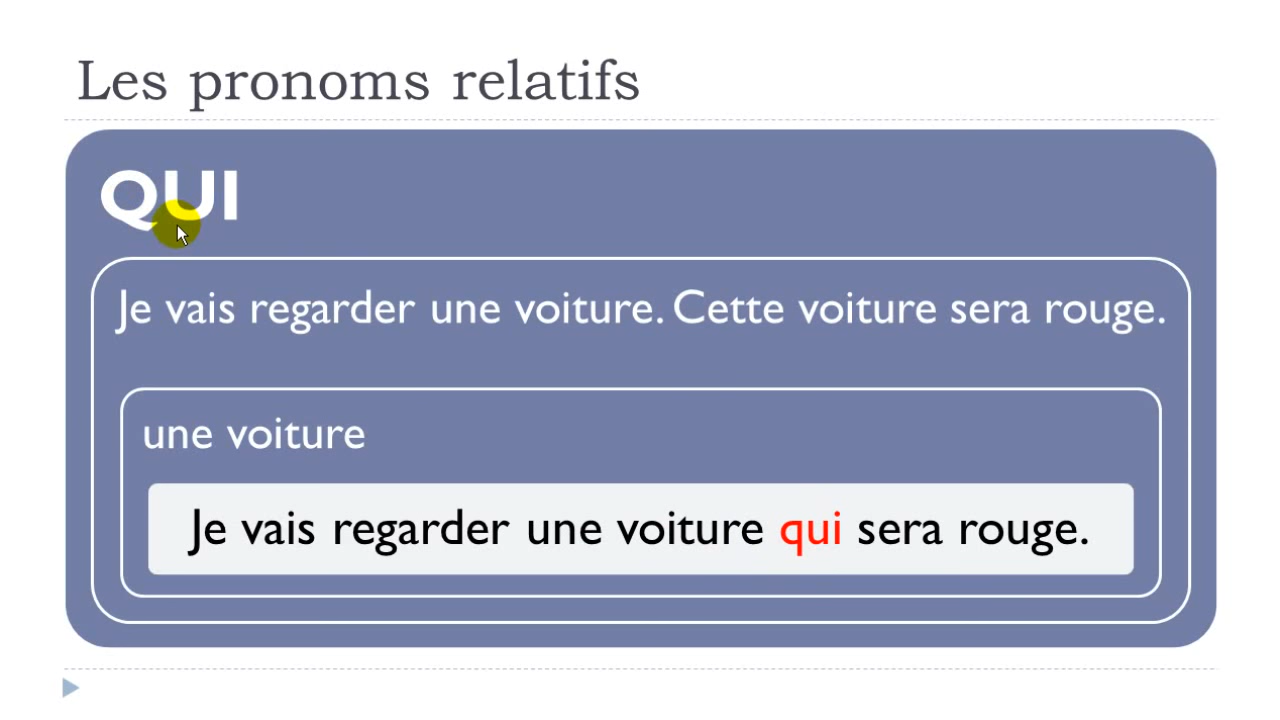 Les pronoms relatifs
QUI
Je vais regarder une voiture. Cette voiture sera rouge.
une voiture
Je vais regarder une voiture qui sera rouge.